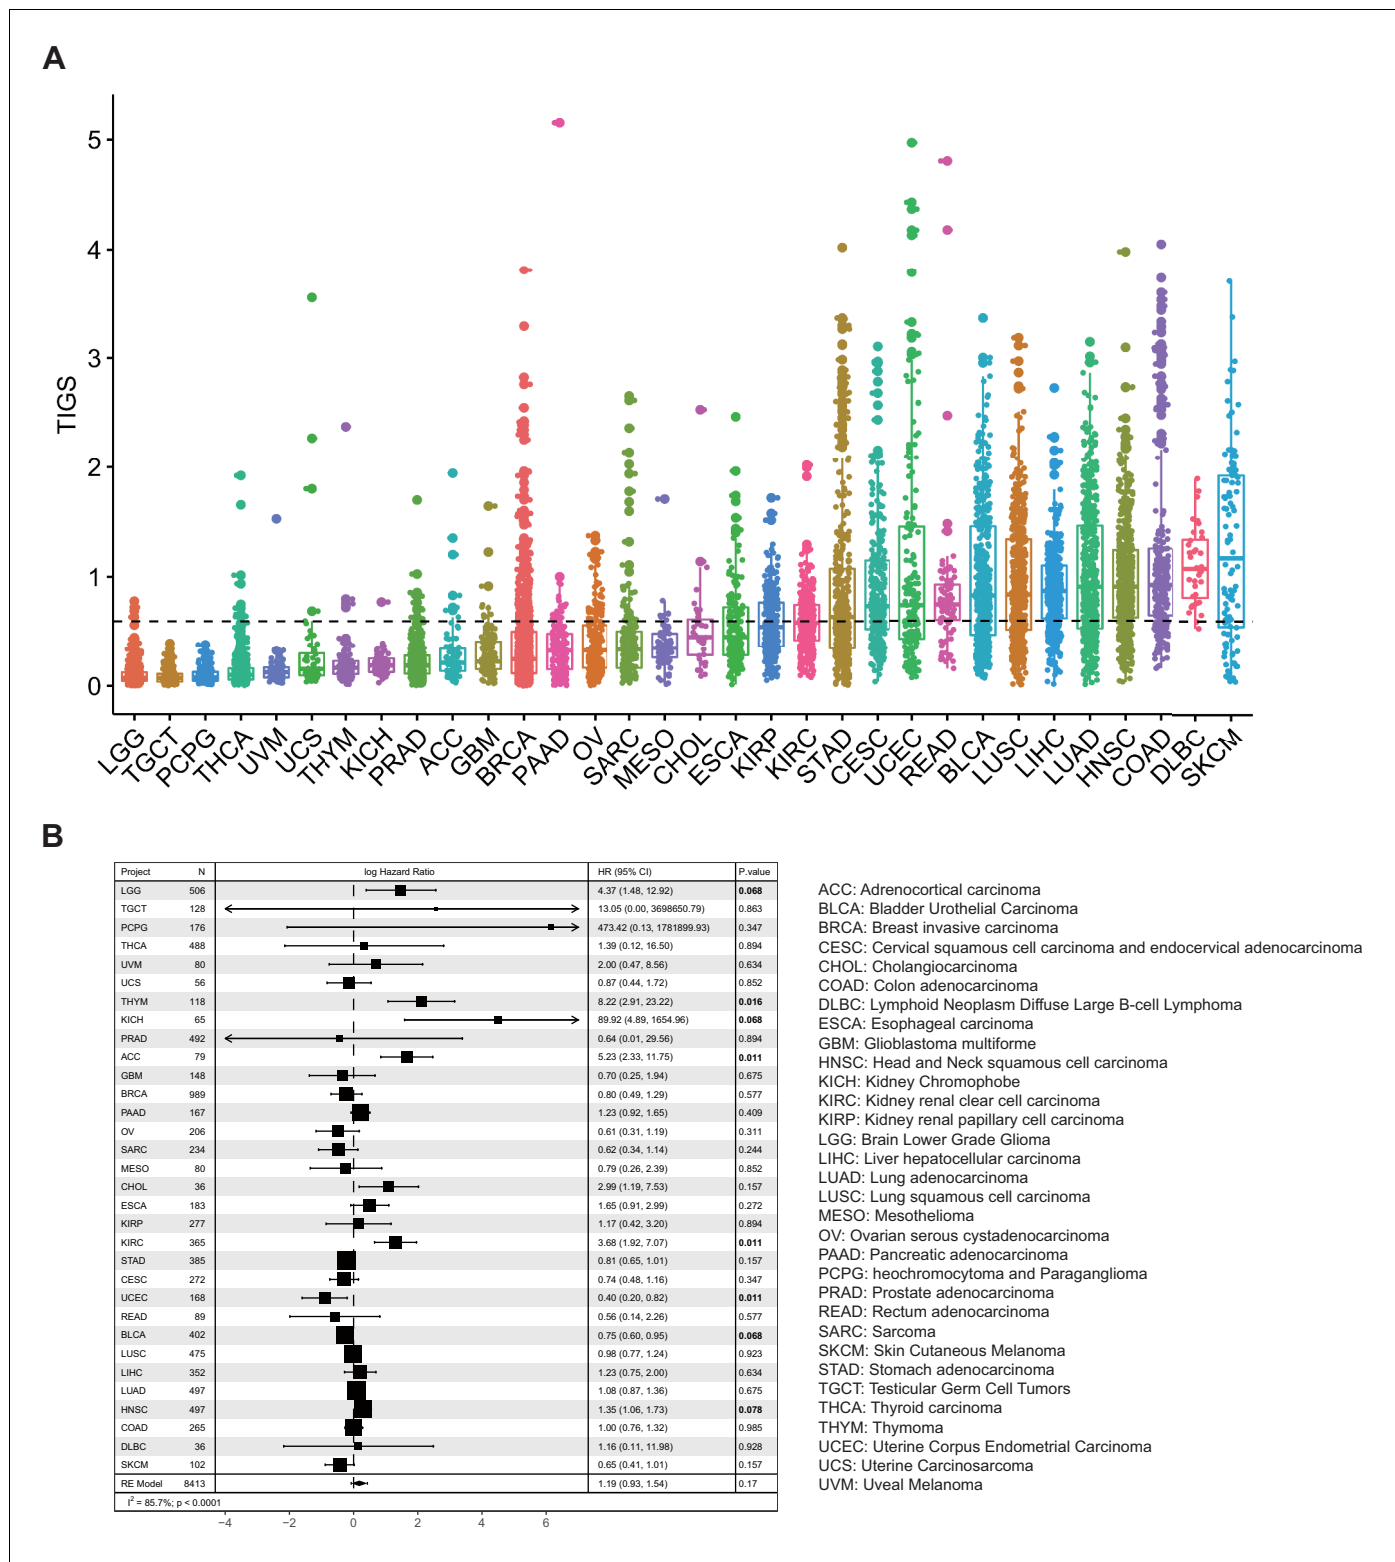 A
5
4
3
2
1
0
TIGS
LGG
TGCT
PCPG
THCA
UVM
UCS
THYM
KICH
PRAD
ACC
GBM
BRCA
PAAD
OV
SARC
MESO
CHOL
ESCA
KIRP
KIRC
STAD
CESC
UCEC
READ
BLCA
LUSC
LIHC
LUAD
HNSC
COAD
DLBC
SKCM
B
Project N log Hazard Ratio HR (95% CI) P.value
LGG 506 4.37 (1.48, 12.92) 0.068
TGCT 128 13.05 (0.00, 3698650.79) 0.863
PCPG 176 473.42 (0.13, 1781899.93) 0.347
THCA 488 1.39 (0.12, 16.50) 0.894
UVM 80 2.00 (0.47, 8.56) 0.634
UCS 56 0.87 (0.44, 1.72) 0.852
THYM 118 8.22 (2.91, 23.22) 0.016
KICH 65 89.92 (4.89, 1654.96) 0.068
PRAD 492 0.64 (0.01, 29.56) 0.894
ACC 79 5.23 (2.33, 11.75) 0.011
GBM 148 0.70 (0.25, 1.94) 0.675
BRCA 989 0.80 (0.49, 1.29) 0.577
PAAD 167 1.23 (0.92, 1.65) 0.409
OV 206 0.61 (0.31, 1.19) 0.311
SARC 234 0.62 (0.34, 1.14) 0.244
MESO 80 0.79 (0.26, 2.39) 0.852
CHOL 36 2.99 (1.19, 7.53) 0.157
ESCA 183 1.65 (0.91, 2.99) 0.272
KIRP 277 1.17 (0.42, 3.20) 0.894
KIRC 365 3.68 (1.92, 7.07) 0.011
STAD 385 0.81 (0.65, 1.01) 0.157
CESC 272 0.74 (0.48, 1.16) 0.347
UCEC 168 0.40 (0.20, 0.82) 0.011
READ 89 0.56 (0.14, 2.26) 0.577
BLCA 402 0.75 (0.60, 0.95) 0.068
LUSC 475 0.98 (0.77, 1.24) 0.923
LIHC 352 1.23 (0.75, 2.00) 0.634
LUAD 497 1.08 (0.87, 1.36) 0.675
HNSC 497 1.35 (1.06, 1.73) 0.078
COAD 265 1.00 (0.76, 1.32) 0.985
DLBC 36 1.16 (0.11, 11.98) 0.928
SKCM 102 0.65 (0.41, 1.01) 0.157
RE Model 8413 1.19 (0.93, 1.54) 0.17
I² = 85.7%; p < 0.0001
−4 −2 0 2 4 6
ACC: Adrenocortical carcinoma
BLCA: Bladder Urothelial Carcinoma
BRCA: Breast invasive carcinoma
CESC: Cervical squamous cell carcinoma and endocervical adenocarcinoma
CHOL: Cholangiocarcinoma
COAD: Colon adenocarcinoma
DLBC: Lymphoid Neoplasm Diffuse Large B-cell Lymphoma
ESCA: Esophageal carcinoma
GBM: Glioblastoma multiforme
HNSC: Head and Neck squamous cell carcinoma
KICH: Kidney Chromophobe
KIRC: Kidney renal clear cell carcinoma
KIRP: Kidney renal papillary cell carcinoma
LGG: Brain Lower Grade Glioma
LIHC: Liver hepatocellular carcinoma
LUAD: Lung adenocarcinoma
LUSC: Lung squamous cell carcinoma
MESO: Mesothelioma
OV: Ovarian serous cystadenocarcinoma
PAAD: Pancreatic adenocarcinoma
PCPG: heochromocytoma and Paraganglioma
PRAD: Prostate adenocarcinoma
READ: Rectum adenocarcinoma
SARC: Sarcoma
SKCM: Skin Cutaneous Melanoma
STAD: Stomach adenocarcinoma
TGCT: Testicular Germ Cell Tumors
THCA: Thyroid carcinoma
THYM: Thymoma
UCEC: Uterine Corpus Endometrial Carcinoma
UCS: Uterine Carcinosarcoma
UVM: Uveal Melanoma